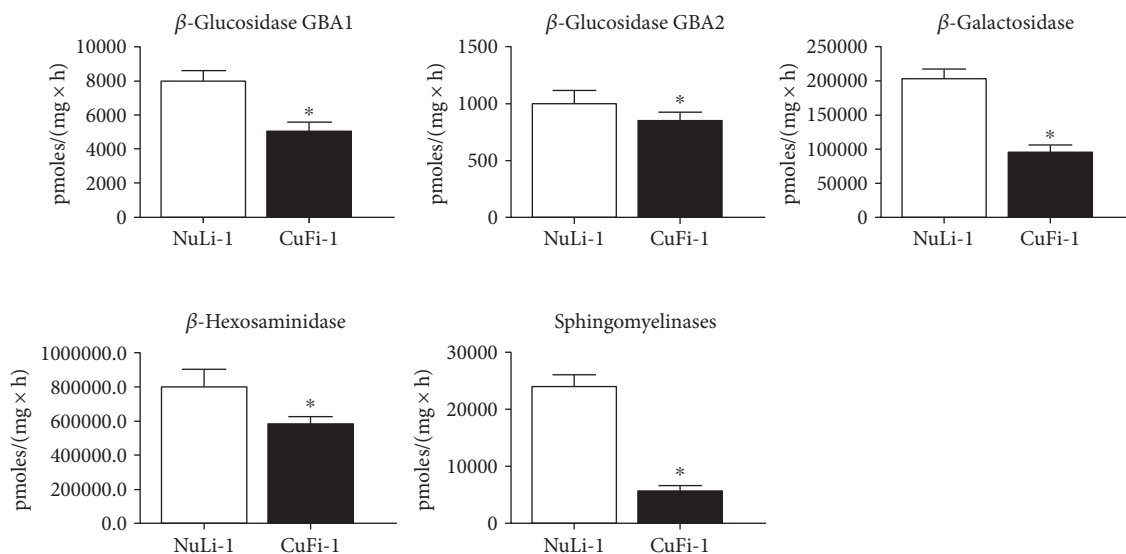 β-Glucosidase GBA1
pmoles/(mg × h)
10000
8000
6000
4000
2000
0
*
NuLi-1 CuFi-1
β-Glucosidase GBA2
pmoles/(mg × h)
1500
1000
500
0
*
NuLi-1 CuFi-1
β-Galactosidase
pmoles/(mg × h)
250000
200000
150000
100000
50000
0
*
NuLi-1 CuFi-1
β-Hexosaminidase
pmoles/(mg × h)
1000000.0
800000.0
600000.0
400000.0
200000.0
0.0
*
NuLi-1 CuFi-1
Sphingomyelinases
pmoles/(mg × h)
30000
20000
10000
0
*
NuLi-1 CuFi-1